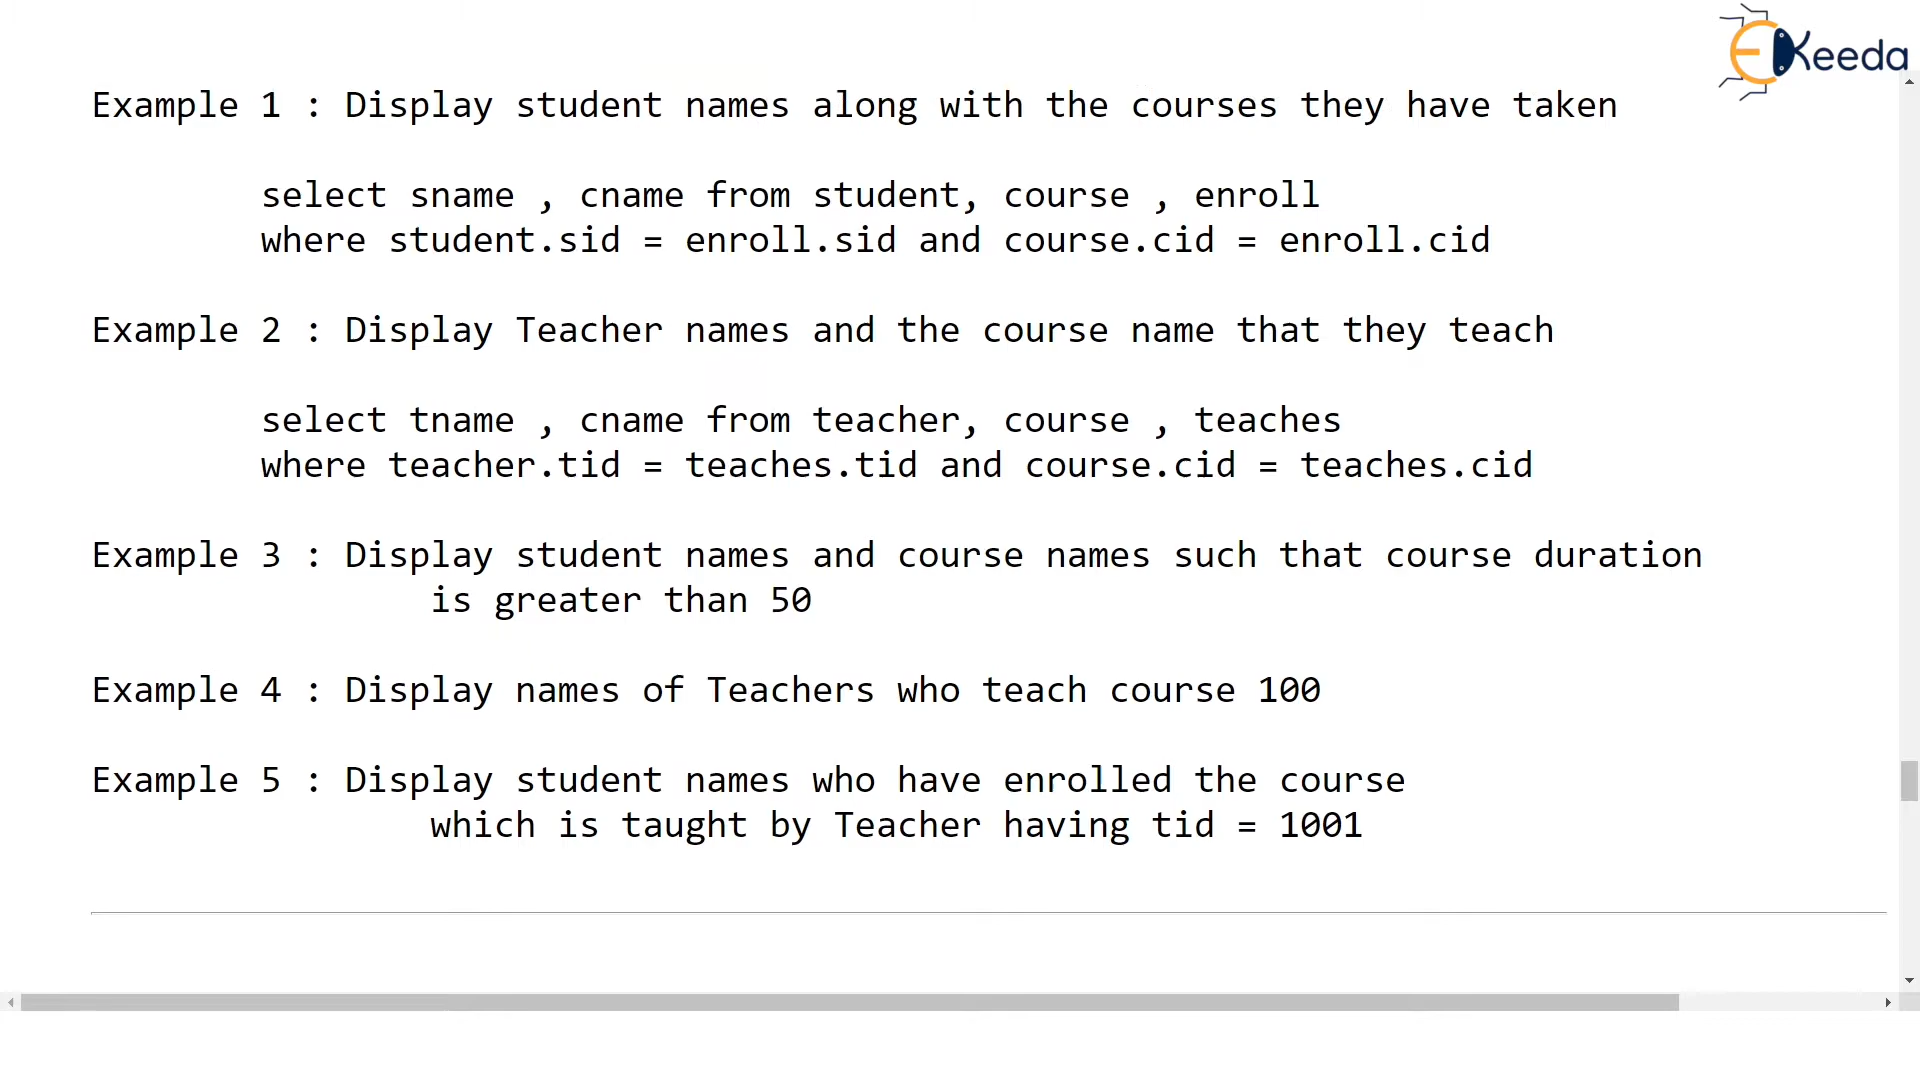 EKeeda
Example 1 : Display student names along with the courses they have taken
select sname , cname from student, course , enroll
where student.sid = enroll.sid and course.cid = enroll.cid
Example 2 : Display Teacher names and the course name that they teach
select tname , cname from teacher, course , teaches
where teacher.tid = teaches.tid and course.cid = teaches.cid
Example 3 : Display student names and course names such that course duration
is greater than 50
Example 4 : Display names of Teachers who teach course 100
Example 5 : Display student names who have enrolled the course
which is taught by Teacher having tid = 1001